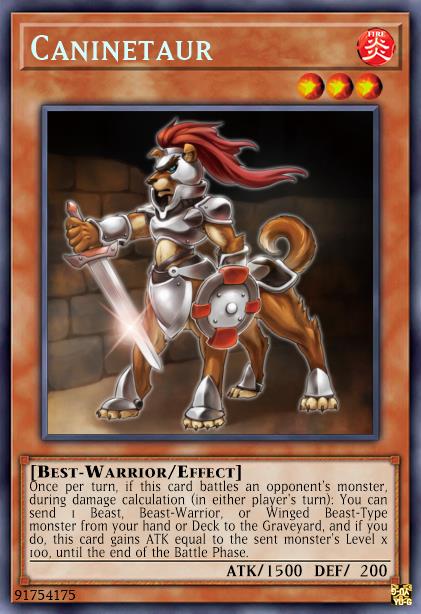 Caninetaur
FIRE
炎
[Best-Warrior/Effect]
Once per turn, if this card battles an opponent's monster,
during damage calculation (in either player's turn): You can
send 1 Beast, Beast-Warrior, or Winged Beast-Type
monster from your hand or Deck to the Graveyard, and if you
do, this card gains ATK equal to the sent monster's Level x
100, until the end of the Battle Phase.
ATK/1500 DEF/ 200
91754175